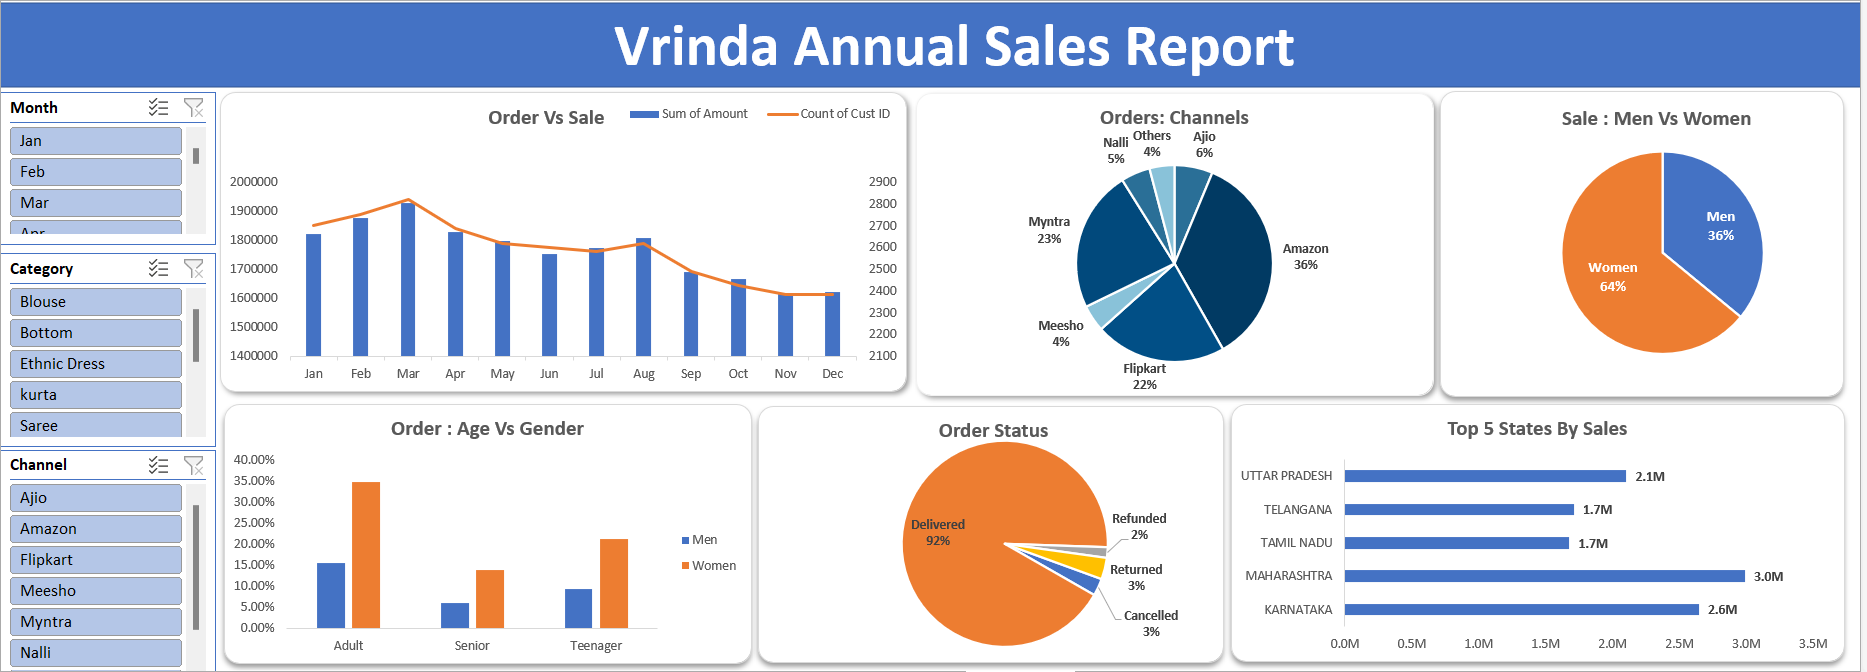 Vrinda Annual Sales Report
Month
Jan
Feb
Mar
Apr
Category
Blouse
Bottom
Ethnic Dress
kurta
Saree
Channel
Ajio
Amazon
Flipkart
Meesho
Myntra
Nalli
Order Vs Sale
Sum of Amount
Count of Cust ID
2000000
1900000
1800000
1700000
1600000
1500000
1400000
2900
2800
2700
2600
2500
2400
2300
2200
2100
Jan Feb Mar Apr May Jun Jul Aug Sep Oct Nov Dec
Orders: Channels
Nalli
5%
Others
4%
Ajio
6%
Myntra
23%
Amazon
36%
Meesho
4%
Flipkart
22%
Sale : Men Vs Women
Men
36%
Women
64%
Order : Age Vs Gender
40.00%
35.00%
30.00%
25.00%
20.00%
15.00%
10.00%
5.00%
0.00%
Adult Senior Teenager
Men
Women
Order Status
Delivered
92%
Refunded
2%
Returned
3%
Cancelled
3%
Top 5 States By Sales
UTTAR PRADESH 2.1M
TELANGANA 1.7M
TAMIL NADU 1.7M
MAHARASHTRA 3.0M
KARNATAKA 2.6M
0.0M 0.5M 1.0M 1.5M 2.0M 2.5M 3.0M 3.5M